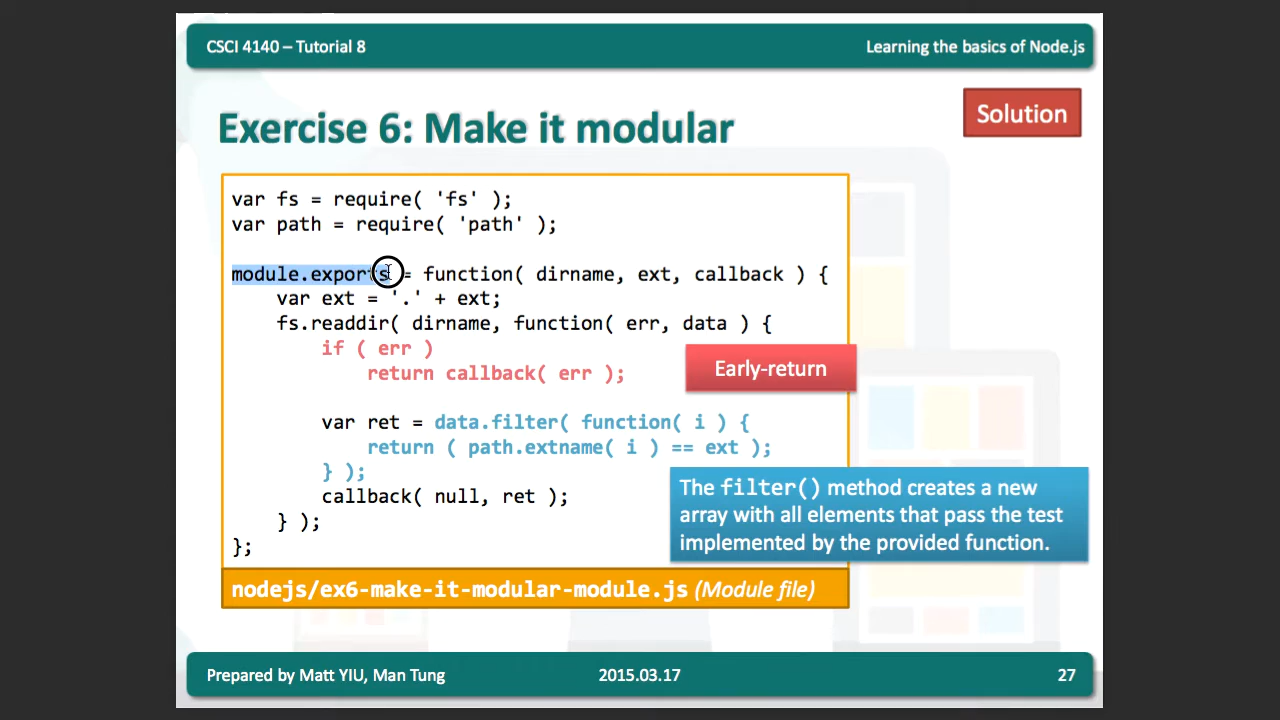 CSCI 4140 – Tutorial 8
Learning the basics of Node.js
Exercise 6: Make it modular
Solution
var fs = require( 'fs' );
var path = require( 'path' );
module.exports = function( dirname, ext, callback ) {
var ext = '.' + ext;
fs.readdir( dirname, function( err, data ) {
if ( err )
return callback( err );
Early-return
var ret = data.filter( function( i ) {
return ( path.extname( i ) == ext );
} );
callback( null, ret );
} );
};
The filter() method creates a new
array with all elements that pass the test
implemented by the provided function.
nodejs/ex6-make-it-modular-module.js (Module file)
Prepared by Matt YIU, Man Tung
2015.03.17
27